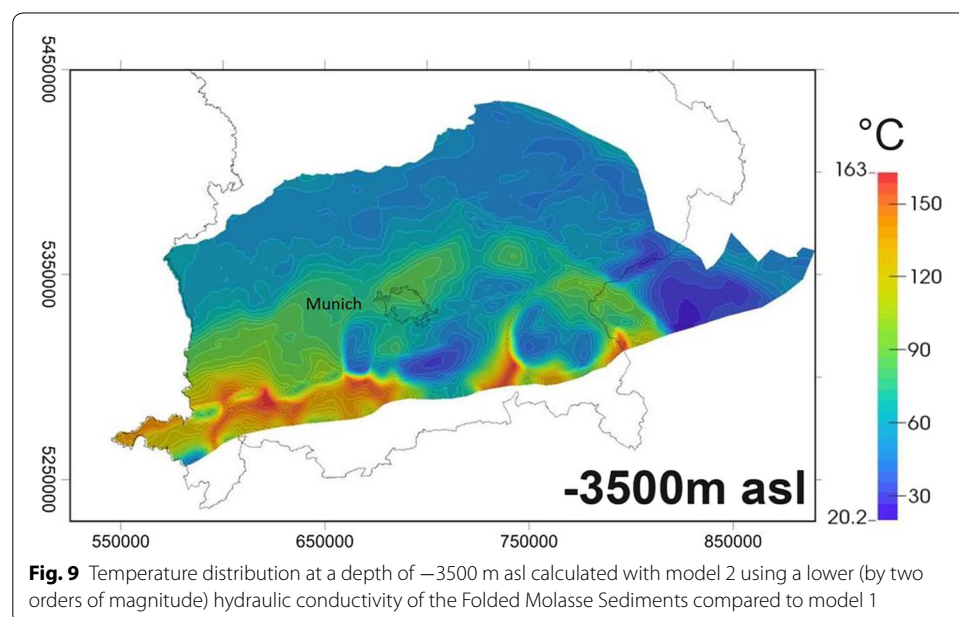 5450000
5350000
5250000
Munich
-3500m asl
550000
650000
750000
850000
°C
163
150
120
90
60
30
20.2
Fig. 9 Temperature distribution at a depth of −3500 m asl calculated with model 2 using a lower (by two
orders of magnitude) hydraulic conductivity of the Folded Molasse Sediments compared to model 1